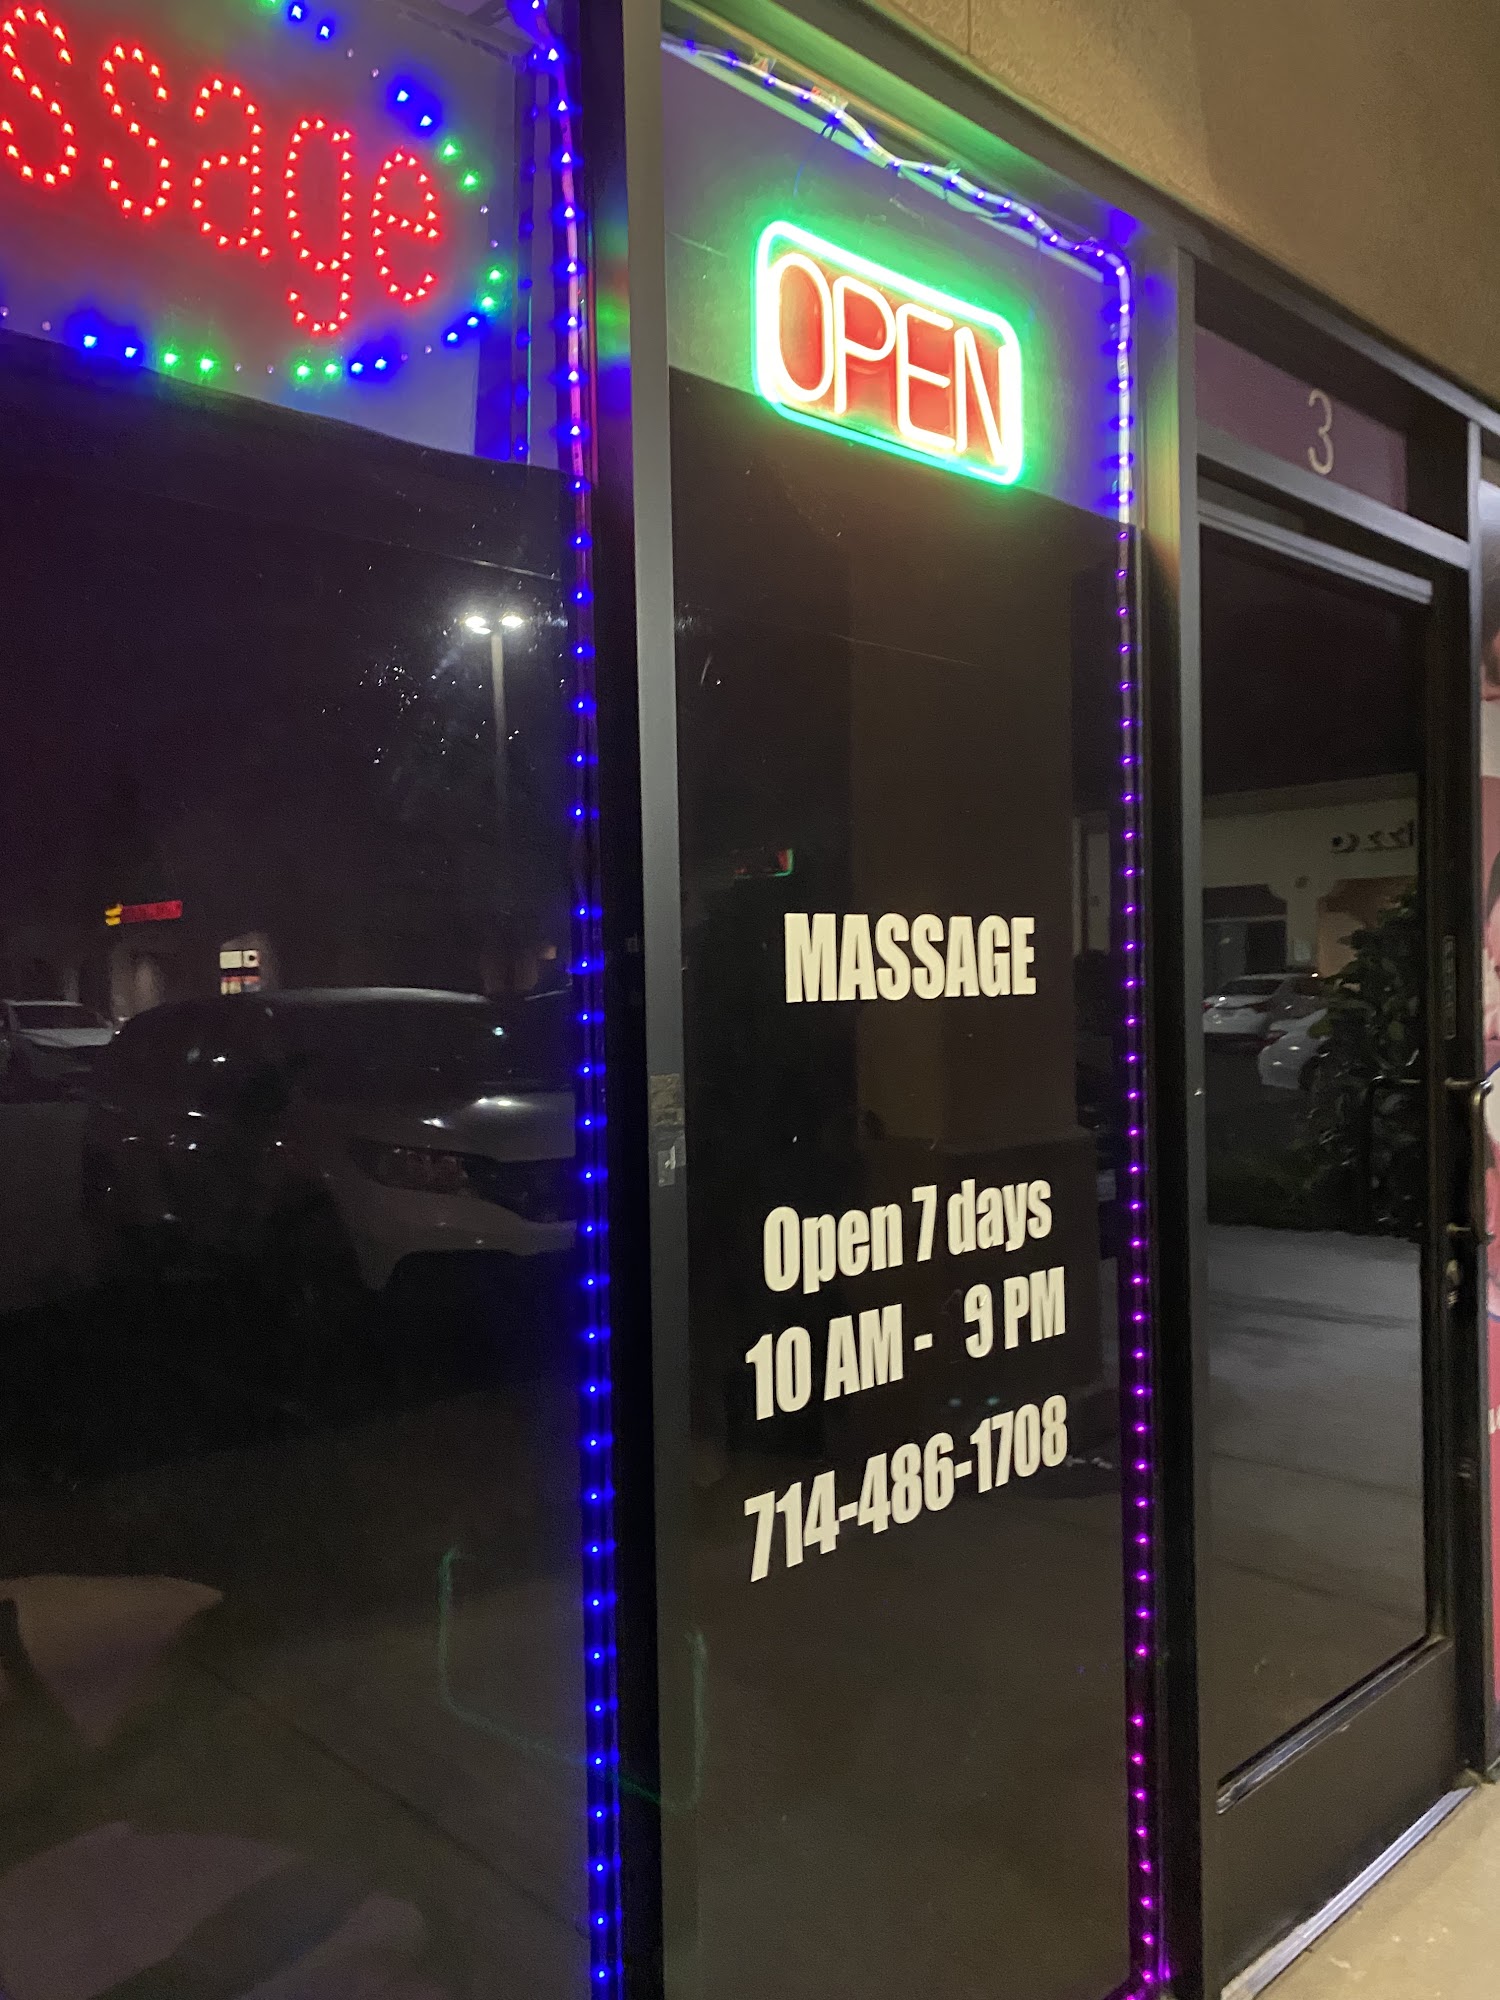 ssage
OPEN
3
MASSAGE
Open 7 days
10 AM - 9 PM
714-486-1708